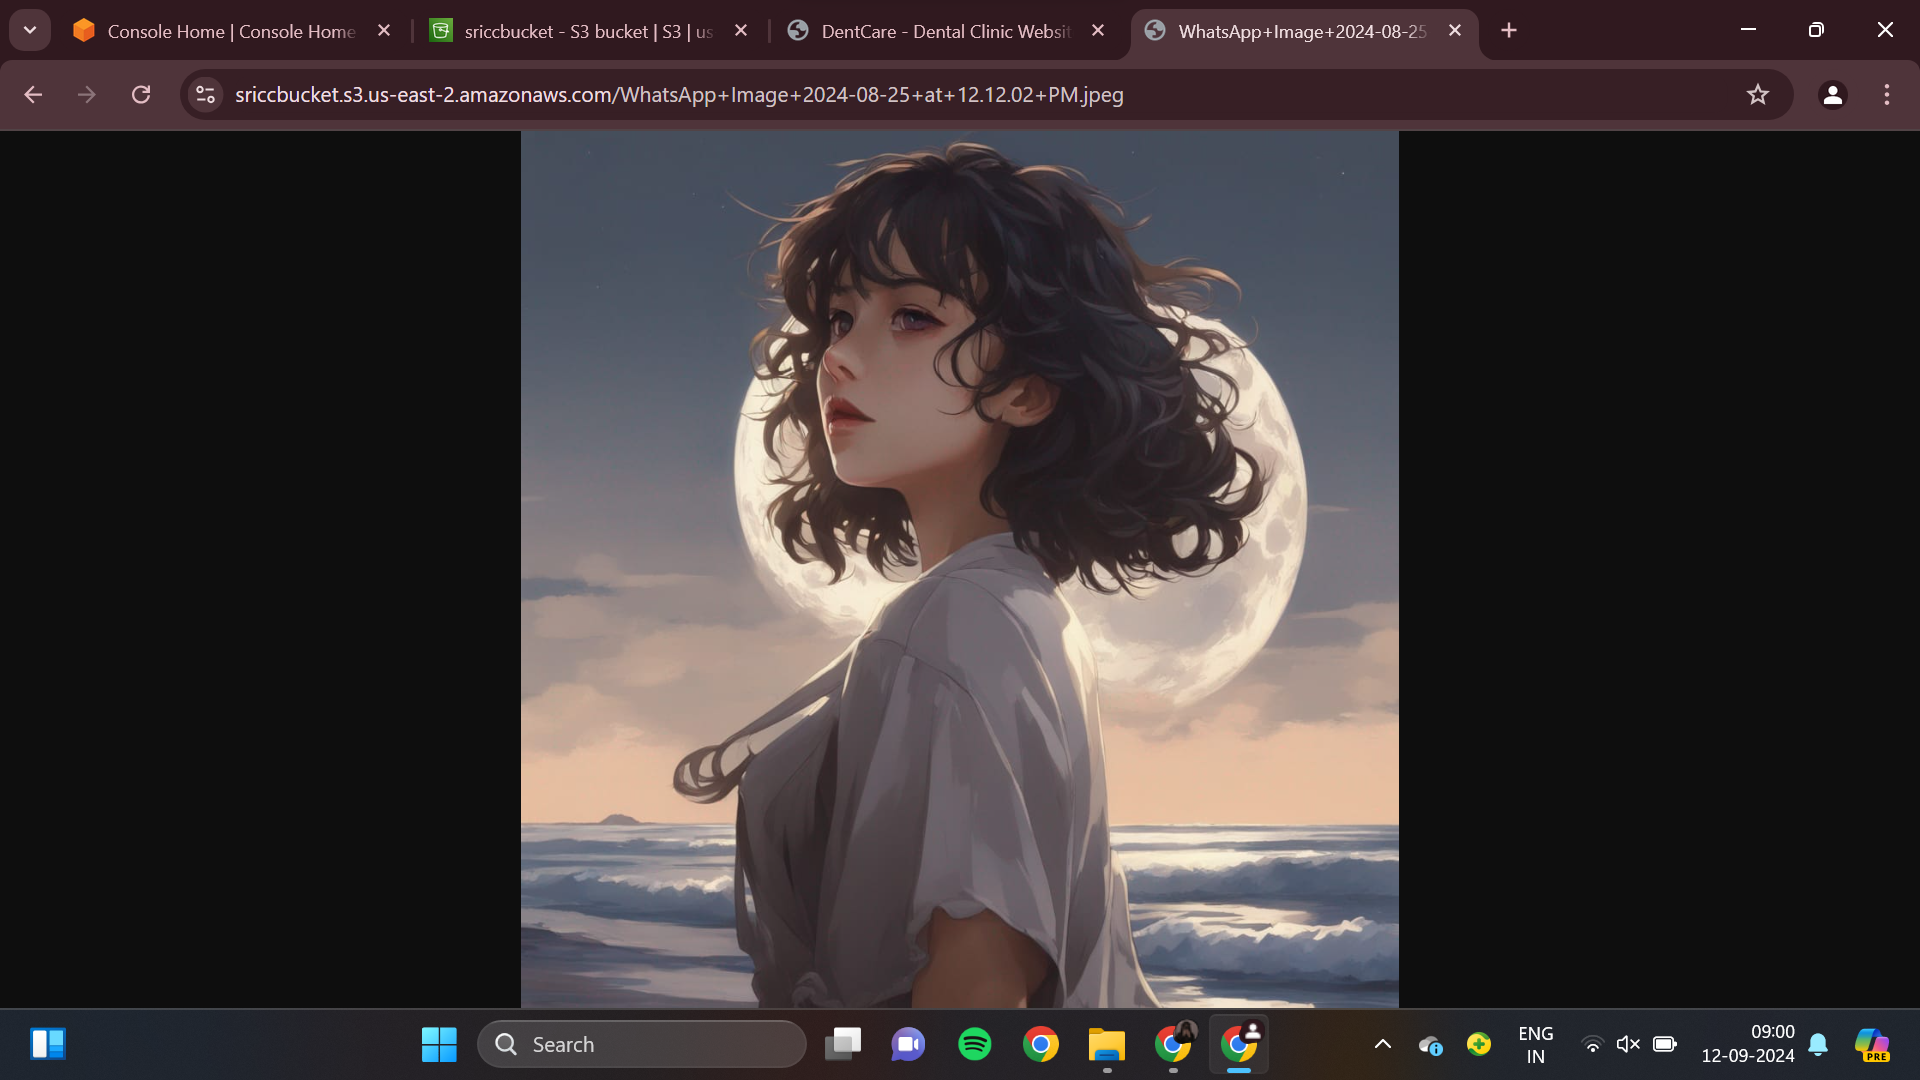 Console Home | Console Home
sriccbucket - S3 bucket | S3 | us
DentCare - Dental Clinic Websit
WhatsApp+Image+2024-08-25
sriccbucket.s3.us-east-2.amazonaws.com/WhatsApp+Image+2024-08-25+at+12.12.02+PM.jpeg
Search
ENG
IN
09:00
12-09-2024
PRE